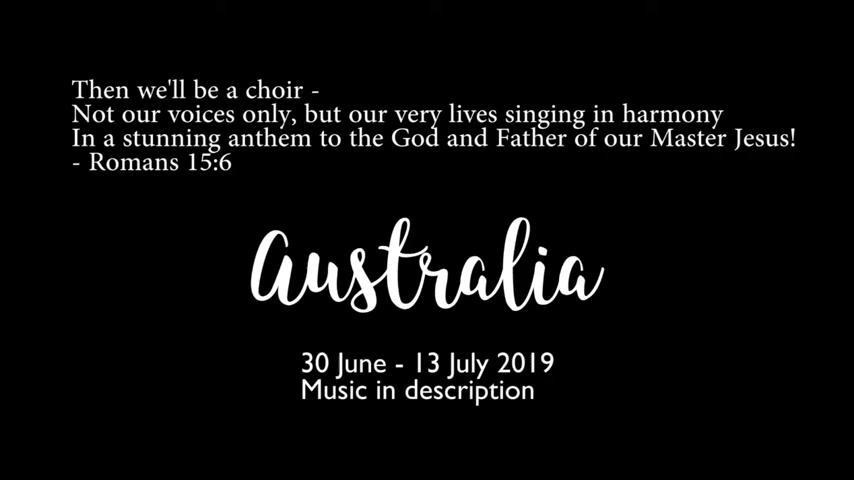 Then we'll be a choir -
Not our voices only, but our very lives singing in harmony
In a stunning anthem to the God and Father of our Master Jesus!
- Romans 15:6
Australia
30 June - 13 July 2019
Music in description